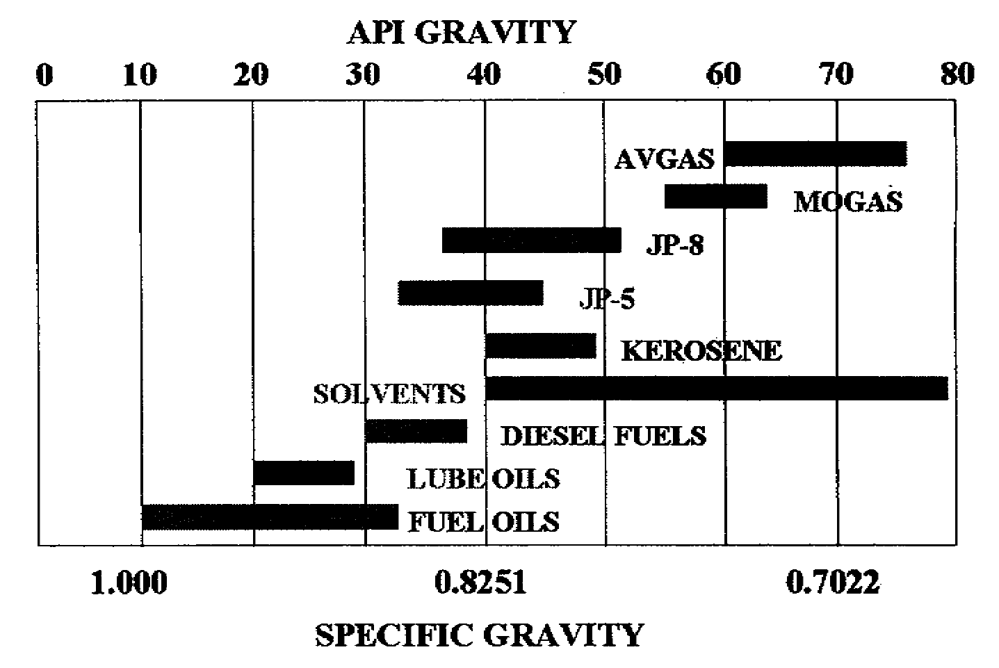 API GRAVITY
0 10 20 30 40 50 60 70 80
AVGAS
MOGAS
JP-8
JP-5
KEROSENE
SOLVENTS
DIESEL FUELS
LUBE OILS
FUEL OILS
1.000 0.8251 0.7022
SPECIFIC GRAVITY